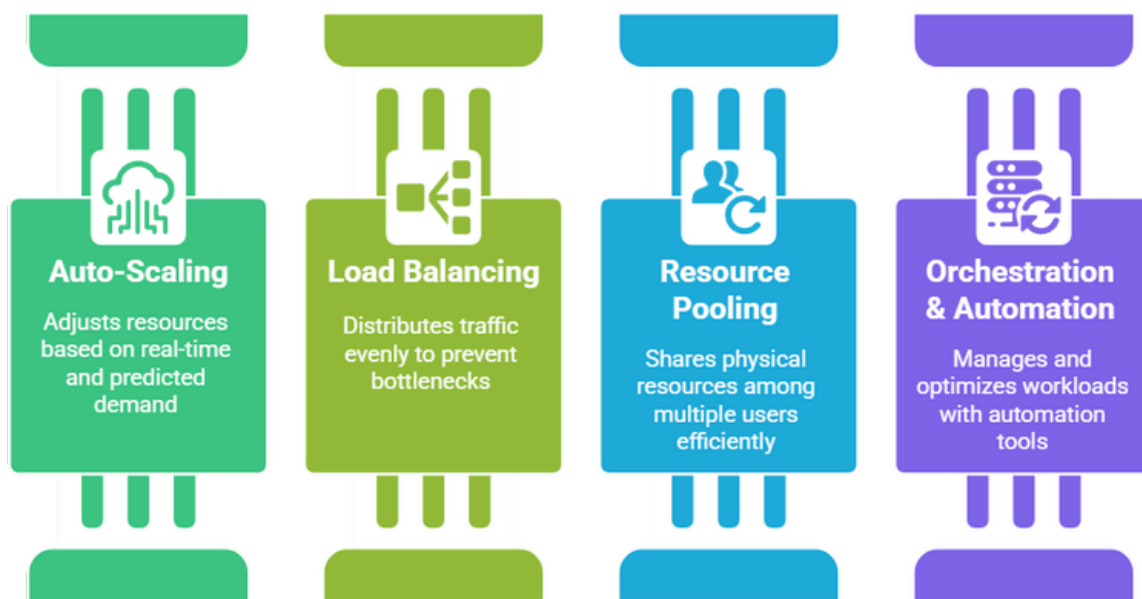 Auto-Scaling
Adjusts resources
based on real-time
and predicted
demand
Load Balancing
Distributes traffic
evenly to prevent
bottlenecks
Resource
Pooling
Shares physical
resources among
multiple users
efficiently
Orchestration
& Automation
Manages and
optimizes workloads
with automation
tools